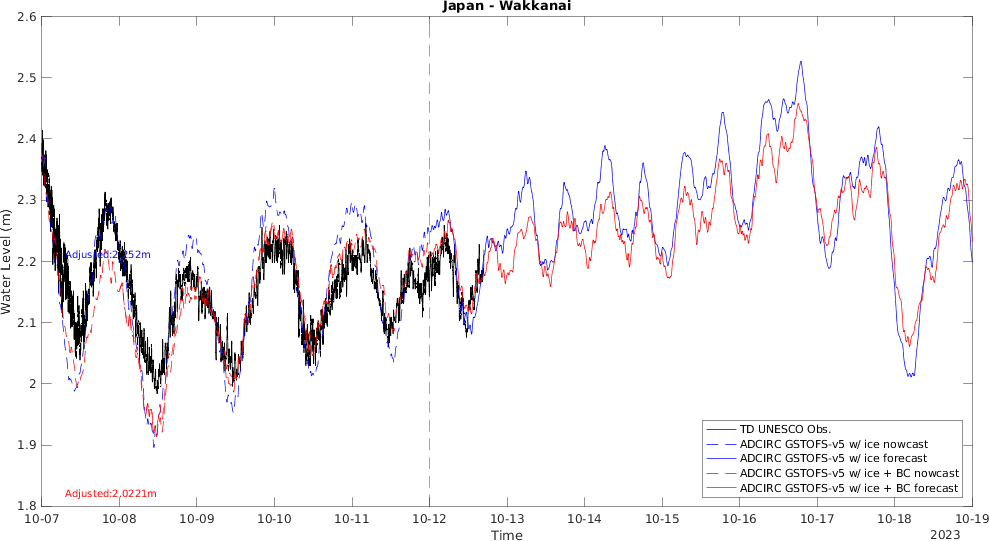 Japan - Wakkanai
2.6
2.5
2.4
2.3
2.2
2.1
2
1.9
1.8
Water Level (m)
Adjusted:2.252m
Adjusted:2.0221m
TD UNESCO Obs.
ADCIRC GSTOFS-v5 w/ ice nowcast
ADCIRC GSTOFS-v5 w/ ice forecast
ADCIRC GSTOFS-v5 w/ ice + BC nowcast
ADCIRC GSTOFS-v5 w/ ice + BC forecast
10-07 10-08 10-09 10-10 10-11 10-12 10-13 10-14 10-15 10-16 10-17 10-18 10-19
Time
2023